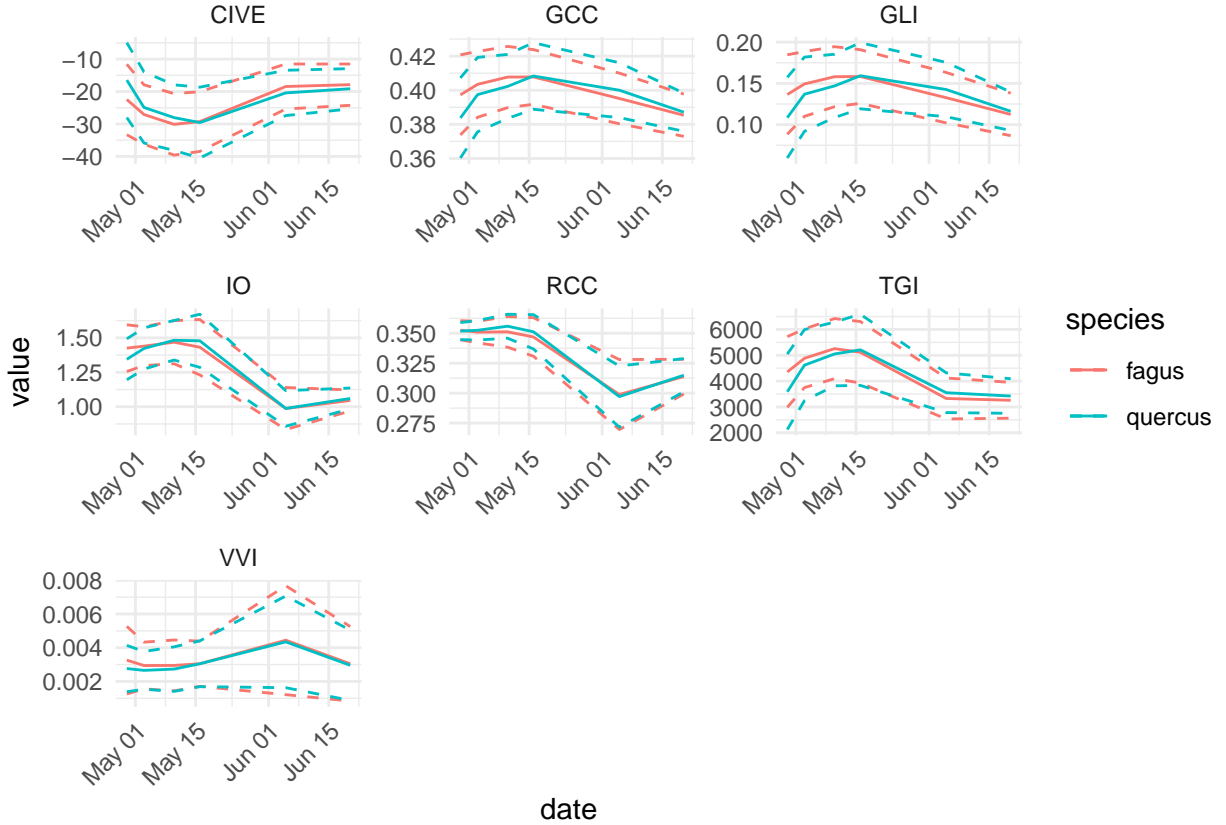 CIVE
GCC
GLI
−10
−20
−30
−40
0.42
0.40
0.38
0.36
0.20
0.15
0.10
May 01
May 15
Jun 01
Jun 15
May 01
May 15
Jun 01
Jun 15
May 01
May 15
Jun 01
Jun 15
IO
RCC
TGI
1.50
1.25
1.00
0.350
0.325
0.300
0.275
6000
5000
4000
3000
2000
May 01
May 15
Jun 01
Jun 15
May 01
May 15
Jun 01
Jun 15
May 01
May 15
Jun 01
Jun 15
VVI
0.008
0.006
0.004
0.002
May 01
May 15
Jun 01
Jun 15
value
date
species
fagus
quercus